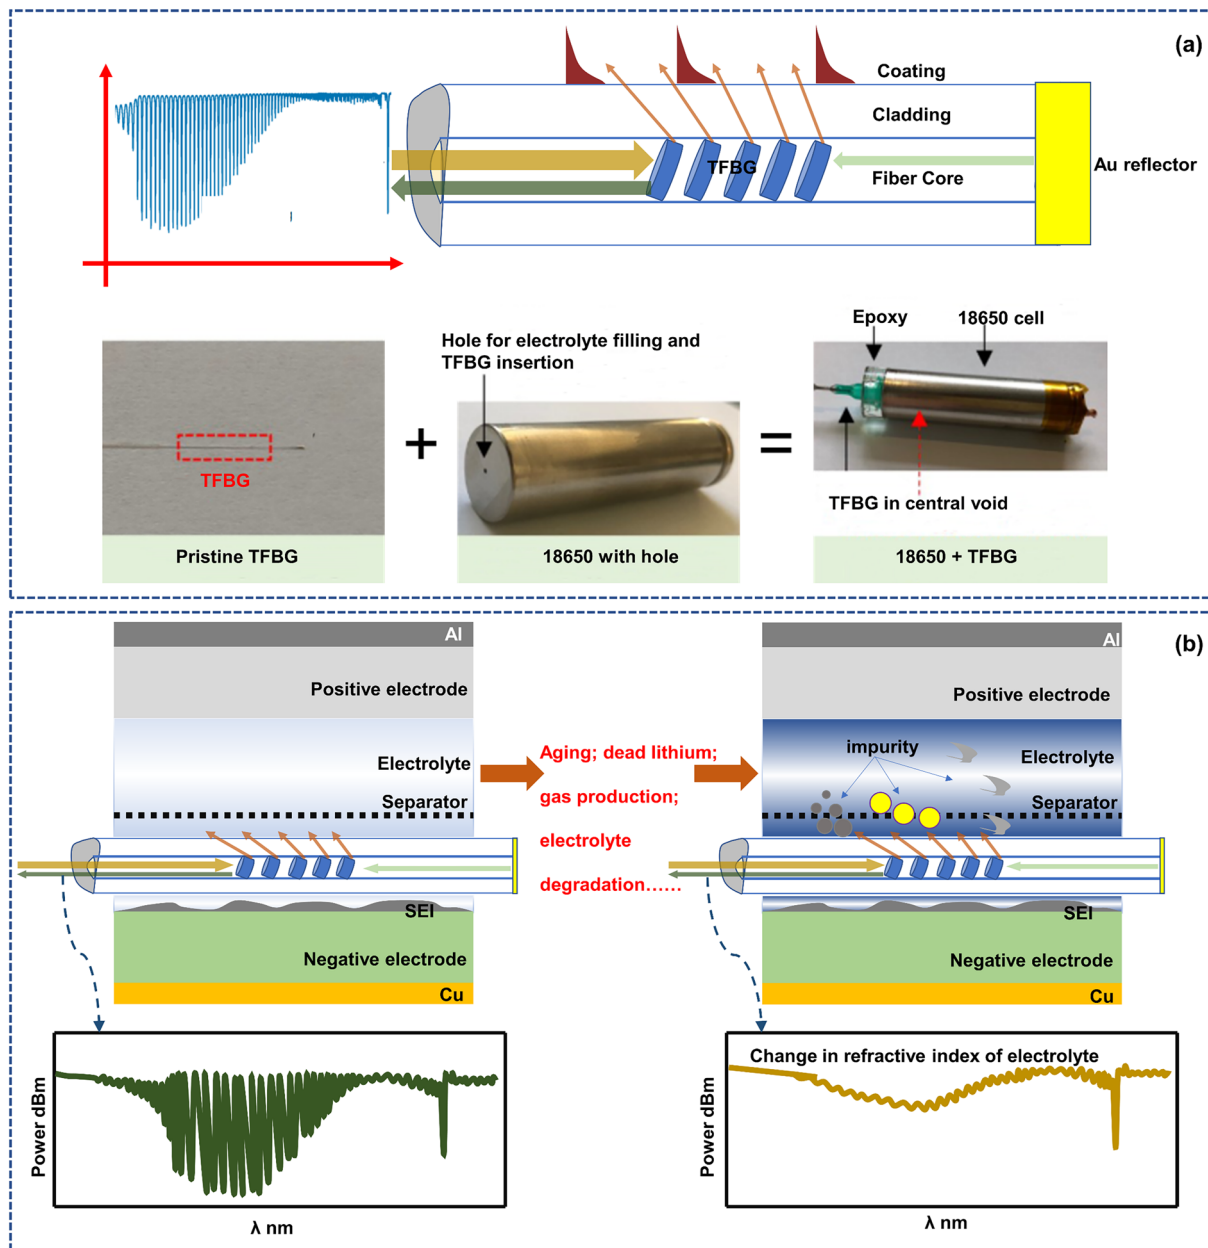 (a)
Coating
Cladding
TFBG
Fiber Core
Au reflector
Hole for electrolyte filling and
TFBG insertion
Epoxy
18650 cell
TFBG
+
=
TFBG in central void
Pristine TFBG
18650 with hole
18650 + TFBG
(b)
Al
Positive electrode
Electrolyte
Separator
SEI
Negative electrode
Cu
Aging; dead lithium;
gas production;
electrolyte
degradation......
Al
Positive electrode
impurity
Electrolyte
Separator
SEI
Negative electrode
Cu
Power dBm
λ nm
Change in refractive index of electrolyte
Power dBm
λ nm